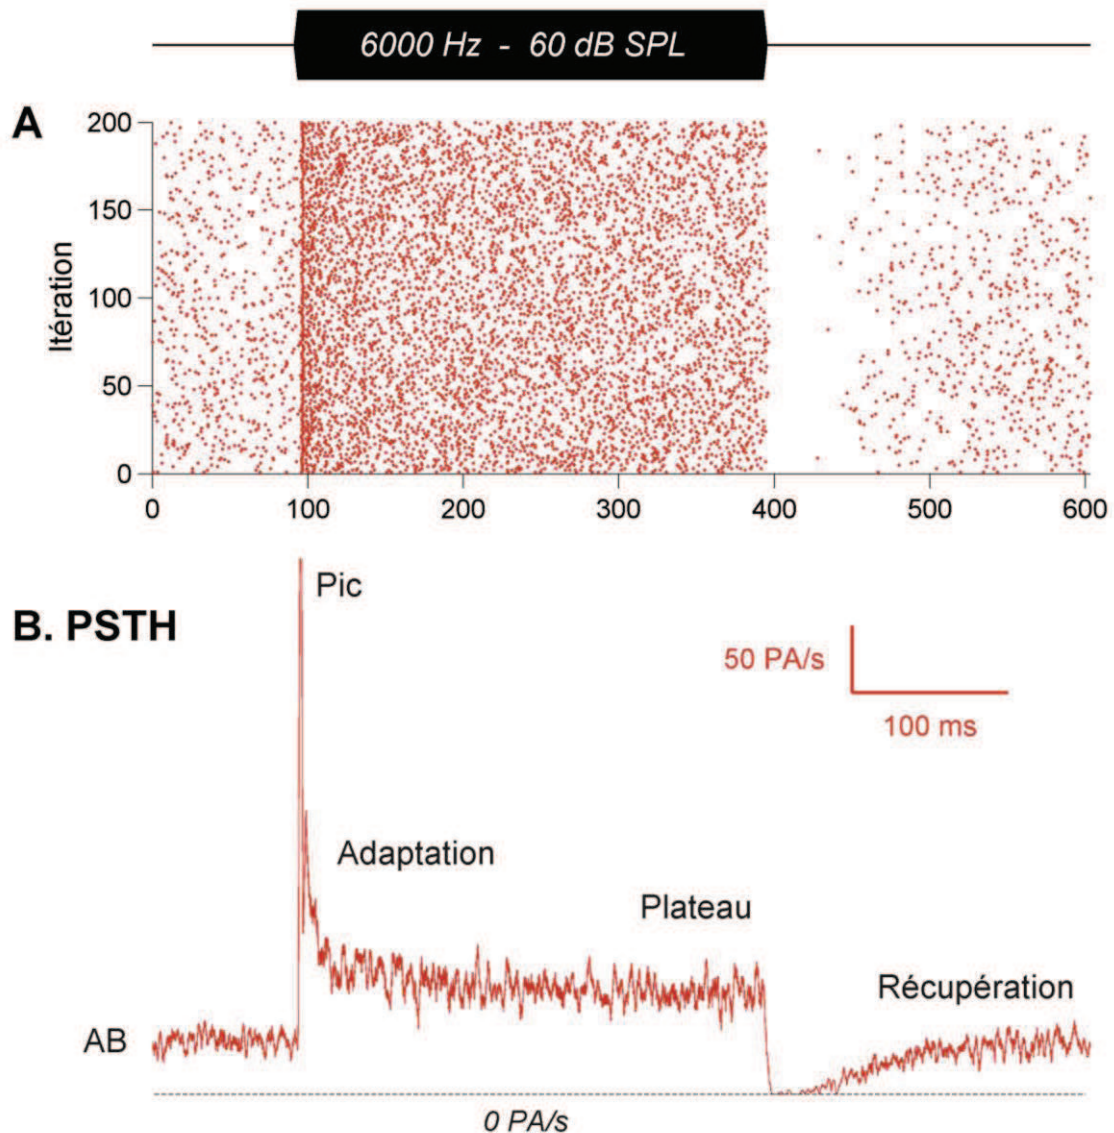 6000 Hz - 60 dB SPL
A
200
150
100
50
0
Itération
0 100 200 300 400 500 600
B. PSTH
Pic
50 PA/s
100 ms
Adaptation
Plateau
Récupération
AB
0 PA/s